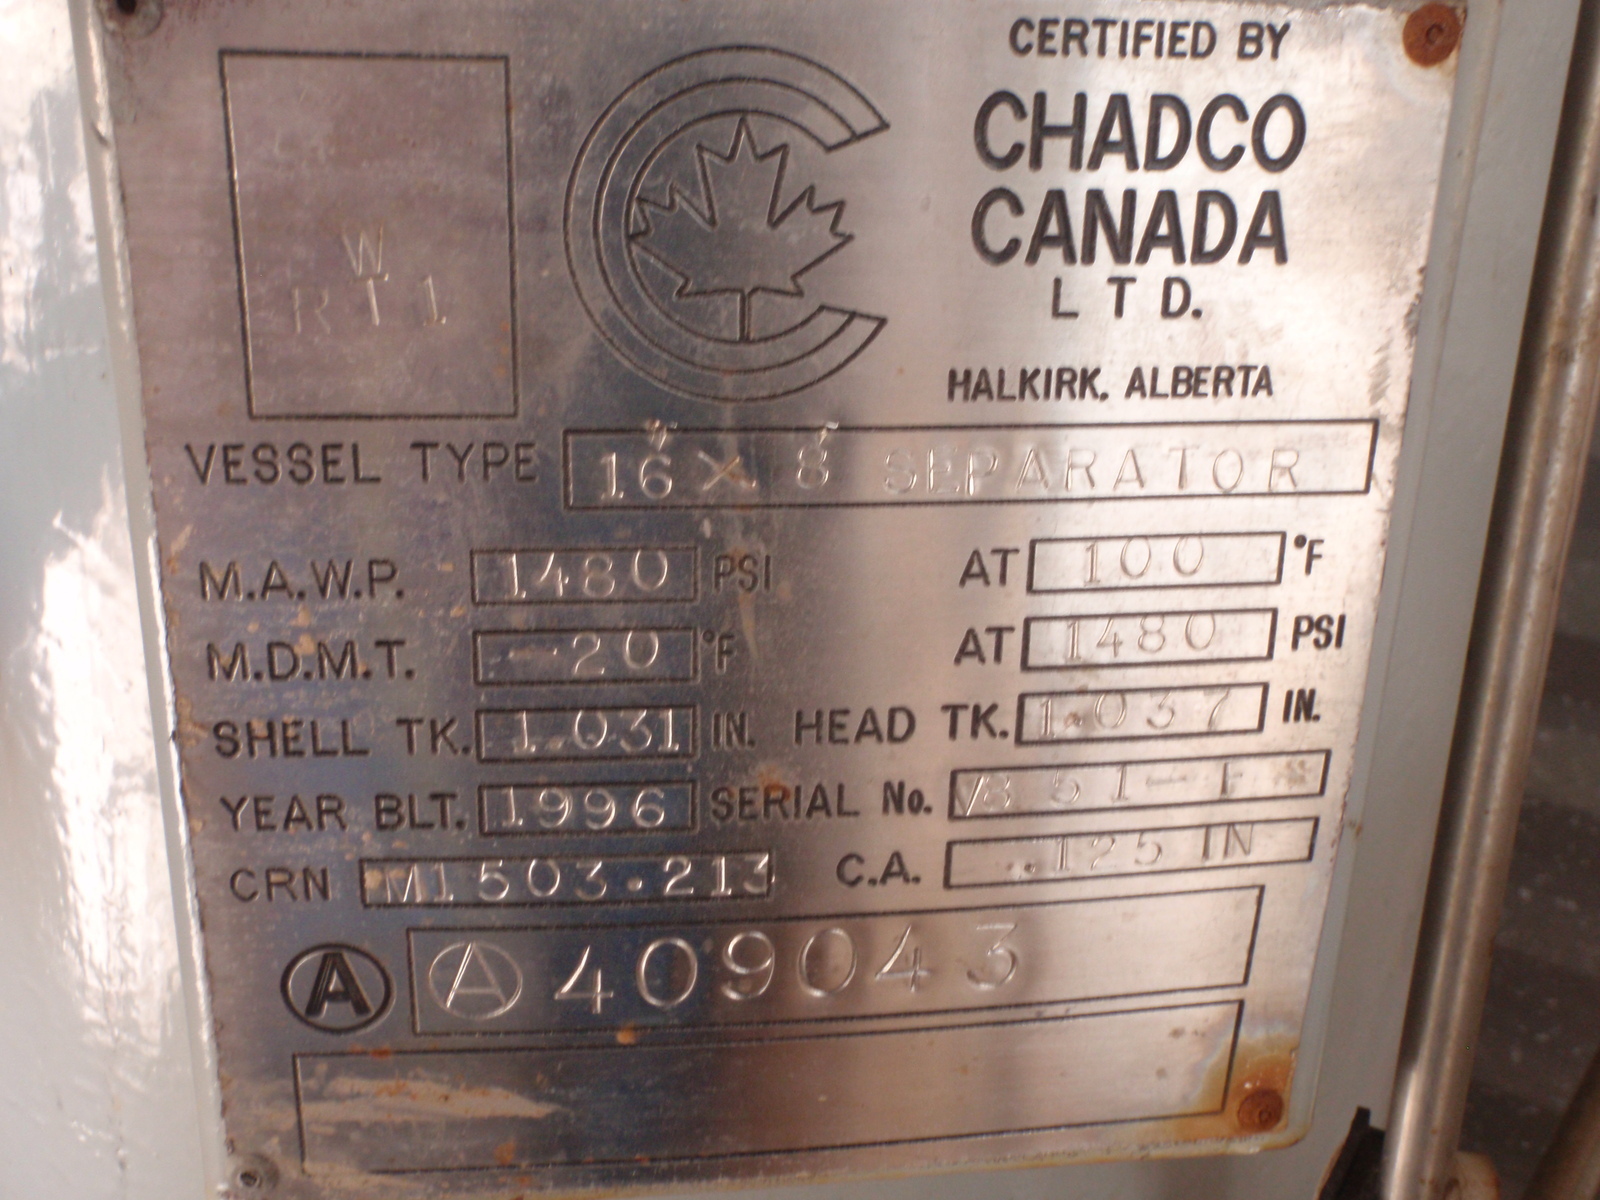 CERTIFIED BY
CHADCO
CANADA
LTD.
HALKIRK, ALBERTA
W
RT1
VESSEL TYPE 16" X 8' SEPARATOR
M.A.W.P. 1480 PSI AT 100 °F
M.D.M.T. -20 °F AT 1480 PSI
SHELL TK. 1.031 IN. HEAD TK. 1.037 IN.
YEAR BLT. 1996 SERIAL No.
CRN M1503.213 C.A. .125 IN
A A 409043